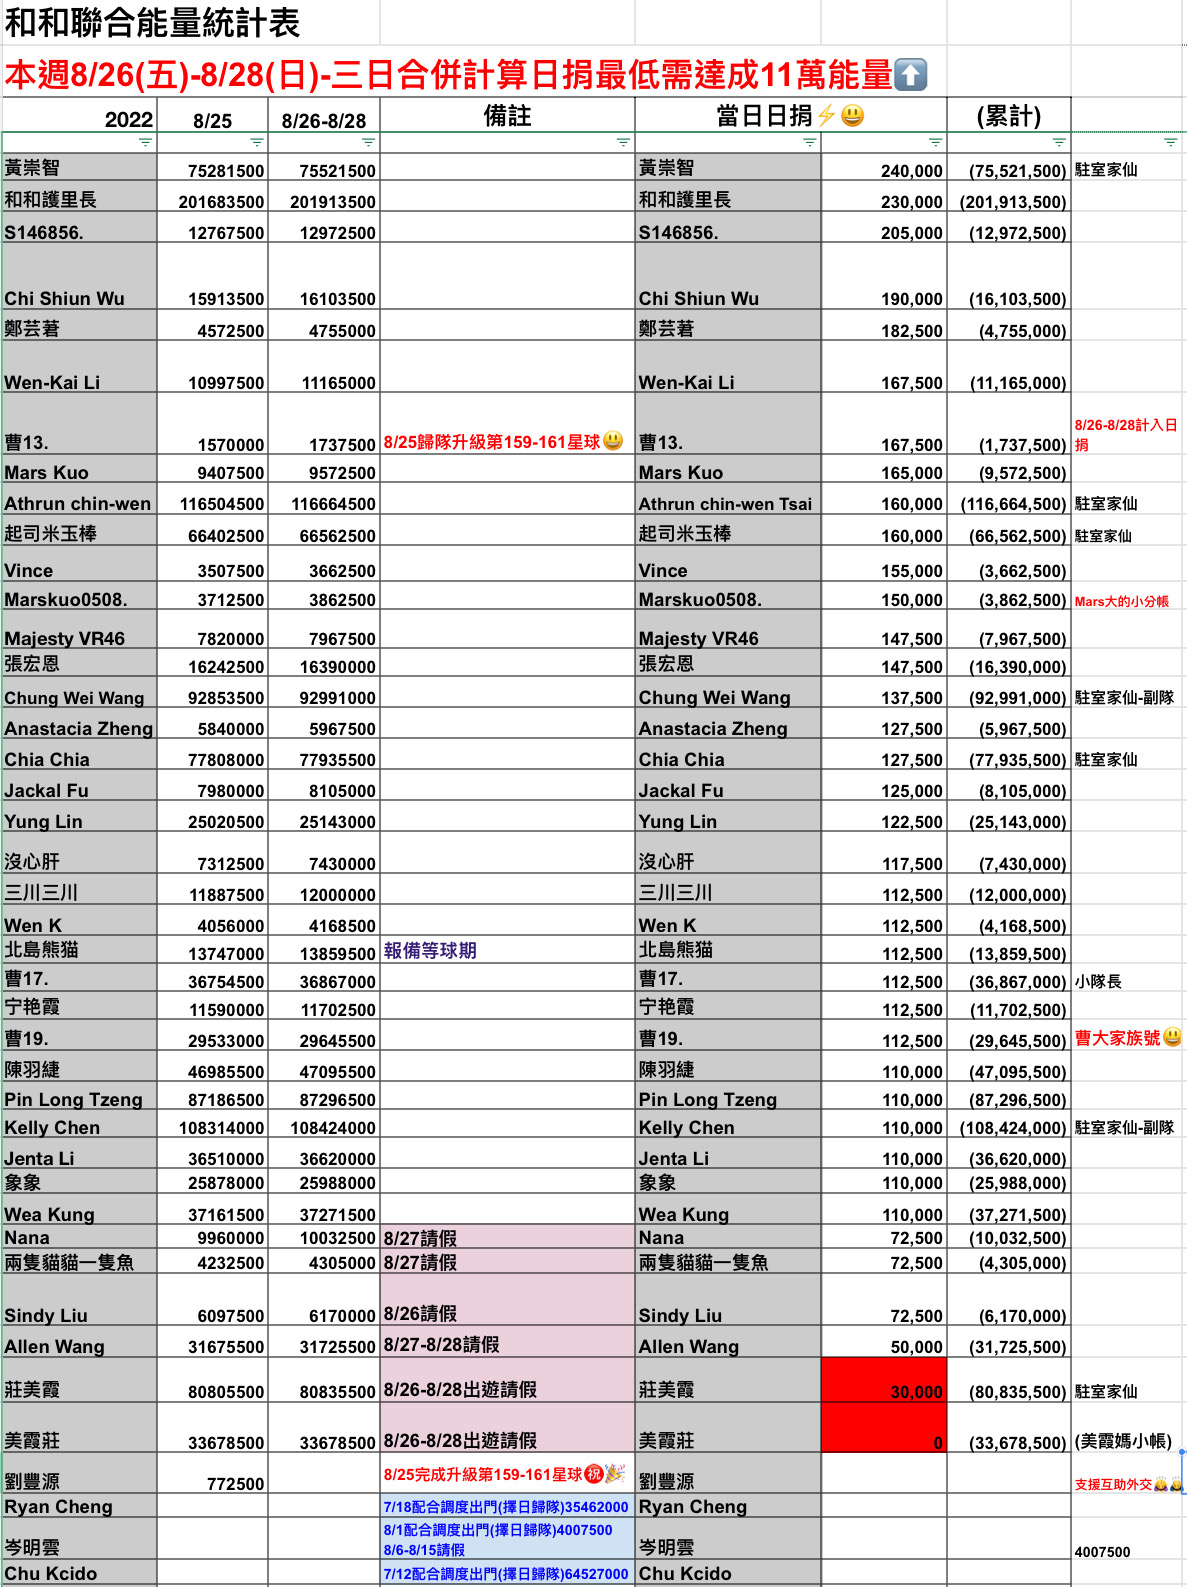 和和聯合能量統計表
本週8/26(五)-8/28(日)-三日合併計算日捐最低需達成11萬能量⬆️
2022 8/25 8/26-8/28 備註 當日日捐⚡😃 (累計)
黃崇智 75281500 75521500 黃崇智 240,000 (75,521,500) 駐室家仙
和和護里長 201683500 201913500 和和護里長 230,000 (201,913,500)
S146856. 12767500 12972500 S146856. 205,000 (12,972,500)
Chi Shiun Wu 15913500 16103500 Chi Shiun Wu 190,000 (16,103,500)
鄭芸著 4572500 4755000 鄭芸著 182,500 (4,755,000)
Wen-Kai Li 10997500 11165000 Wen-Kai Li 167,500 (11,165,000)
曹13. 1570000 1737500 8/25歸隊升級第159-161星球😃 曹13. 167,500 (1,737,500) 8/26-8/28計入日
捐
Mars Kuo 9407500 9572500 Mars Kuo 165,000 (9,572,500)
Athrun chin-wen 116504500 116664500 Athrun chin-wen Tsai 160,000 (116,664,500) 駐室家仙
起司米玉棒 66402500 66562500 起司米玉棒 160,000 (66,562,500) 駐室家仙
Vince 3507500 3662500 Vince 155,000 (3,662,500)
Marskuo0508. 3712500 3862500 Marskuo0508. 150,000 (3,862,500) Mars大的小分帳
Majesty VR46 7820000 7967500 Majesty VR46 147,500 (7,967,500)
張宏恩 16242500 16390000 張宏恩 147,500 (16,390,000)
Chung Wei Wang 92853500 92991000 Chung Wei Wang 137,500 (92,991,000) 駐室家仙-副隊
Anastacia Zheng 5840000 5967500 Anastacia Zheng 127,500 (5,967,500)
Chia Chia 77808000 77935500 Chia Chia 127,500 (77,935,500) 駐室家仙
Jackal Fu 7980000 8105000 Jackal Fu 125,000 (8,105,000)
Yung Lin 25020500 25143000 Yung Lin 122,500 (25,143,000)
沒心肝 7312500 7430000 沒心肝 117,500 (7,430,000)
三川三川 11887500 12000000 三川三川 112,500 (12,000,000)
Wen K 4056000 4168500 Wen K 112,500 (4,168,500)
北島熊猫 13747000 13859500 報備等球期 北島熊猫 112,500 (13,859,500)
曹17. 36754500 36867000 曹17. 112,500 (36,867,000) 小隊長
宁艳霞 11590000 11702500 宁艳霞 112,500 (11,702,500)
曹19. 29533000 29645500 曹19. 112,500 (29,645,500) 曹大家族號😃
陳羽緁 46985500 47095500 陳羽緁 110,000 (47,095,500)
Pin Long Tzeng 87186500 87296500 Pin Long Tzeng 110,000 (87,296,500)
Kelly Chen 108314000 108424000 Kelly Chen 110,000 (108,424,000) 駐室家仙-副隊
Jenta Li 36510000 36620000 Jenta Li 110,000 (36,620,000)
象象 25878000 25988000 象象 110,000 (25,988,000)
Wea Kung 37161500 37271500 Wea Kung 110,000 (37,271,500)
Nana 9960000 10032500 8/27請假 Nana 72,500 (10,032,500)
兩隻貓貓一隻魚 4232500 4305000 8/27請假 兩隻貓貓一隻魚 72,500 (4,305,000)
Sindy Liu 6097500 6170000 8/26請假 Sindy Liu 72,500 (6,170,000)
Allen Wang 31675500 31725500 8/27-8/28請假 Allen Wang 50,000 (31,725,500)
莊美霞 80805500 80835500 8/26-8/28出遊請假 莊美霞 30,000 (80,835,500) 駐室家仙
美霞莊 33678500 33678500 8/26-8/28出遊請假 美霞莊 0 (33,678,500) (美霞媽小帳)
劉豐源 772500 8/25完成升級第159-161星球㊗️🎉 劉豐源 支援互助外交🙇🙇
Ryan Cheng 7/18配合調度出門(擇日歸隊)35462000 Ryan Cheng
岑明雲 8/1配合調度出門(擇日歸隊)4007500 岑明雲 4007500
8/6-8/15請假
Chu Kcido 7/12配合調度出門(擇日歸隊)64527000 Chu Kcido